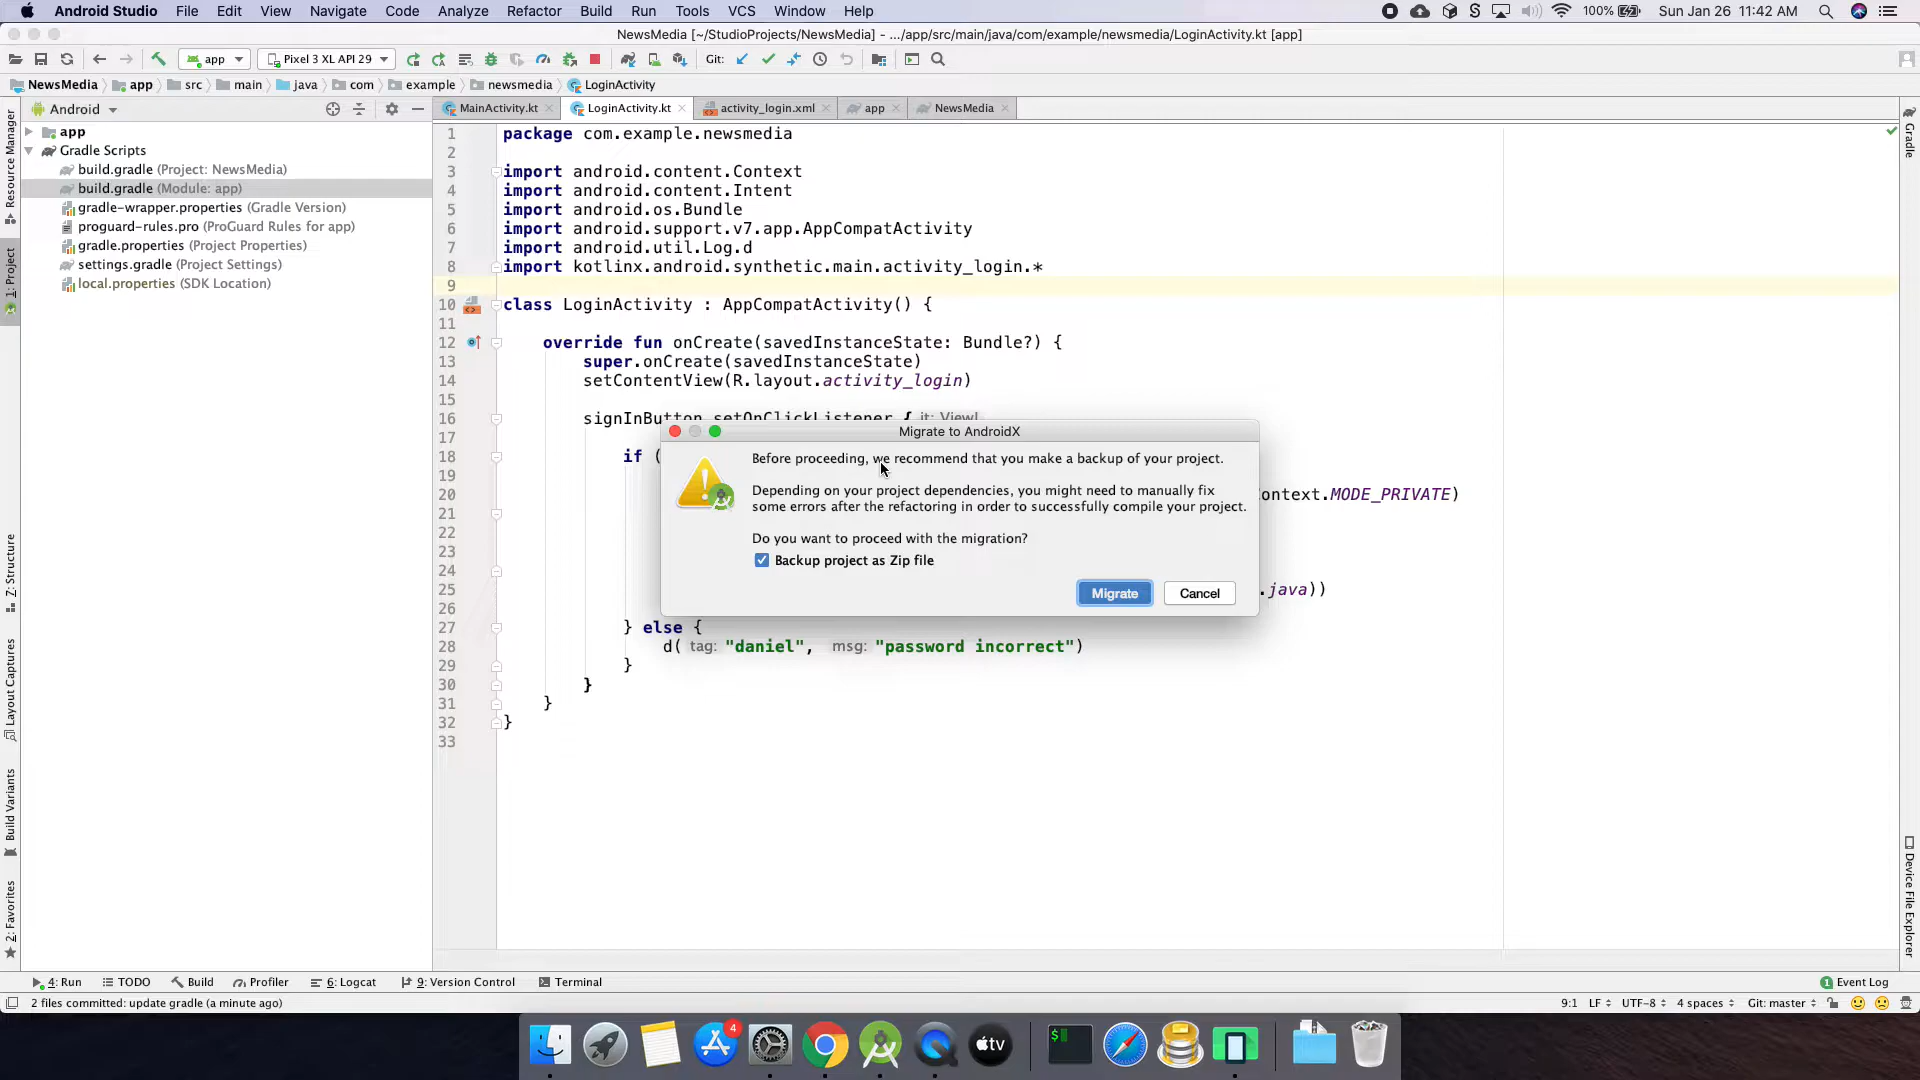 Android Studio File Edit View Navigate Code Analyze Refactor Build Run Tools VCS Window Help 100% Sun Jan 26 11:42 AM
NewsMedia [~/StudioProjects/NewsMedia] - .../app/src/main/java/com/example/newsmedia/LoginActivity.kt [app]
app Pixel 3 XL API 29 Git:
NewsMedia app src main java com example newsmedia LoginActivity
Android MainActivity.kt LoginActivity.kt activity_login.xml app NewsMedia
app
Gradle Scripts
build.gradle (Project: NewsMedia)
build.gradle (Module: app)
gradle-wrapper.properties (Gradle Version)
proguard-rules.pro (ProGuard Rules for app)
gradle.properties (Project Properties)
settings.gradle (Project Settings)
local.properties (SDK Location)
Resource Manager
1: Project
Z: Structure
Layout Captures
Build Variants
2: Favorites
1 package com.example.newsmedia
2
3 import android.content.Context
4 import android.content.Intent
5 import android.os.Bundle
6 import android.support.v7.app.AppCompatActivity
7 import android.util.Log.d
8 import kotlinx.android.synthetic.main.activity_login.*
9
10 class LoginActivity : AppCompatActivity() {
11
12 override fun onCreate(savedInstanceState: Bundle?) {
13 super.onCreate(savedInstanceState)
14 setContentView(R.layout.activity_login)
15
16 signInButton.setOnClickListener { it: View!
17
18 if (
19
20 ontext.MODE_PRIVATE)
21
22
23
24
25 .java))
26
27 } else {
28 d( tag: "daniel", msg: "password incorrect")
29 }
30 }
31 }
32 }
33
Migrate to AndroidX
Before proceeding, we recommend that you make a backup of your project.
Depending on your project dependencies, you might need to manually fix
some errors after the refactoring in order to successfully compile your project.
Do you want to proceed with the migration?
Backup project as Zip file
Migrate Cancel
Gradle
Device File Explorer
4: Run TODO Build Profiler 6: Logcat 9: Version Control Terminal 1 Event Log
2 files committed: update gradle (a minute ago) 9:1 LF UTF-8 4 spaces Git: master
4 tv $